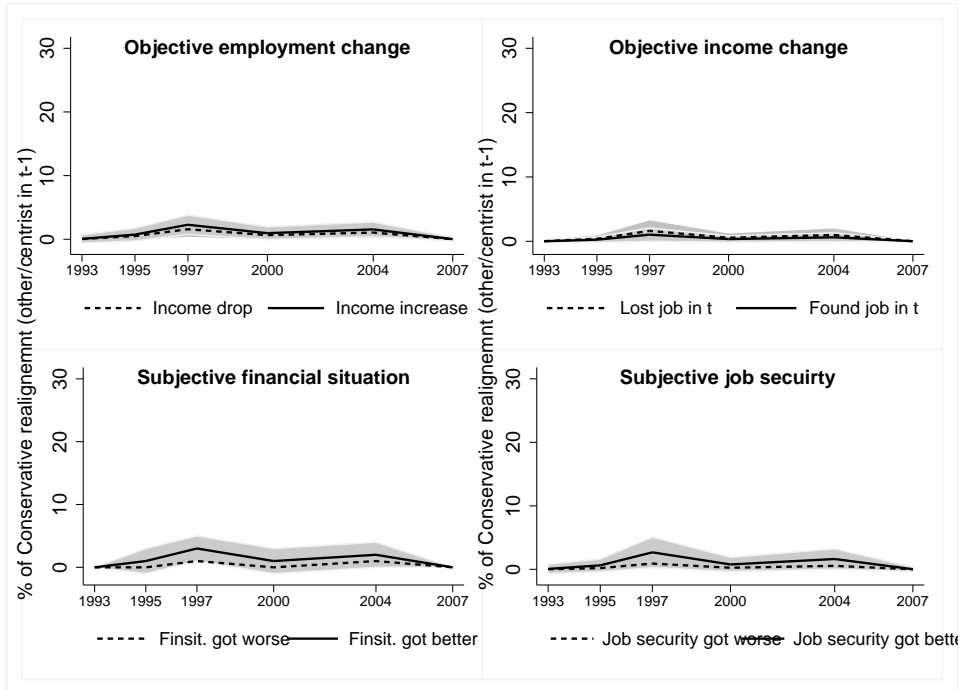 Objective employment change
Objective income change
% of Conservative realignemnt (other/centrist in t-1)
0 10 20 30
1993 1995 1997 2000 2004 2007
Income drop Income increase
% of Conservative realignemnt (other/centrist in t-1)
0 10 20 30
1993 1995 1997 2000 2004 2007
Lost job in t Found job in t
Subjective financial situation
Subjective job secuirty
0 10 20 30
1993 1995 1997 2000 2004 2007
Finsit. got worse Finsit. got better
0 10 20 30
1993 1995 1997 2000 2004 2007
Job security got worse Job security got bette